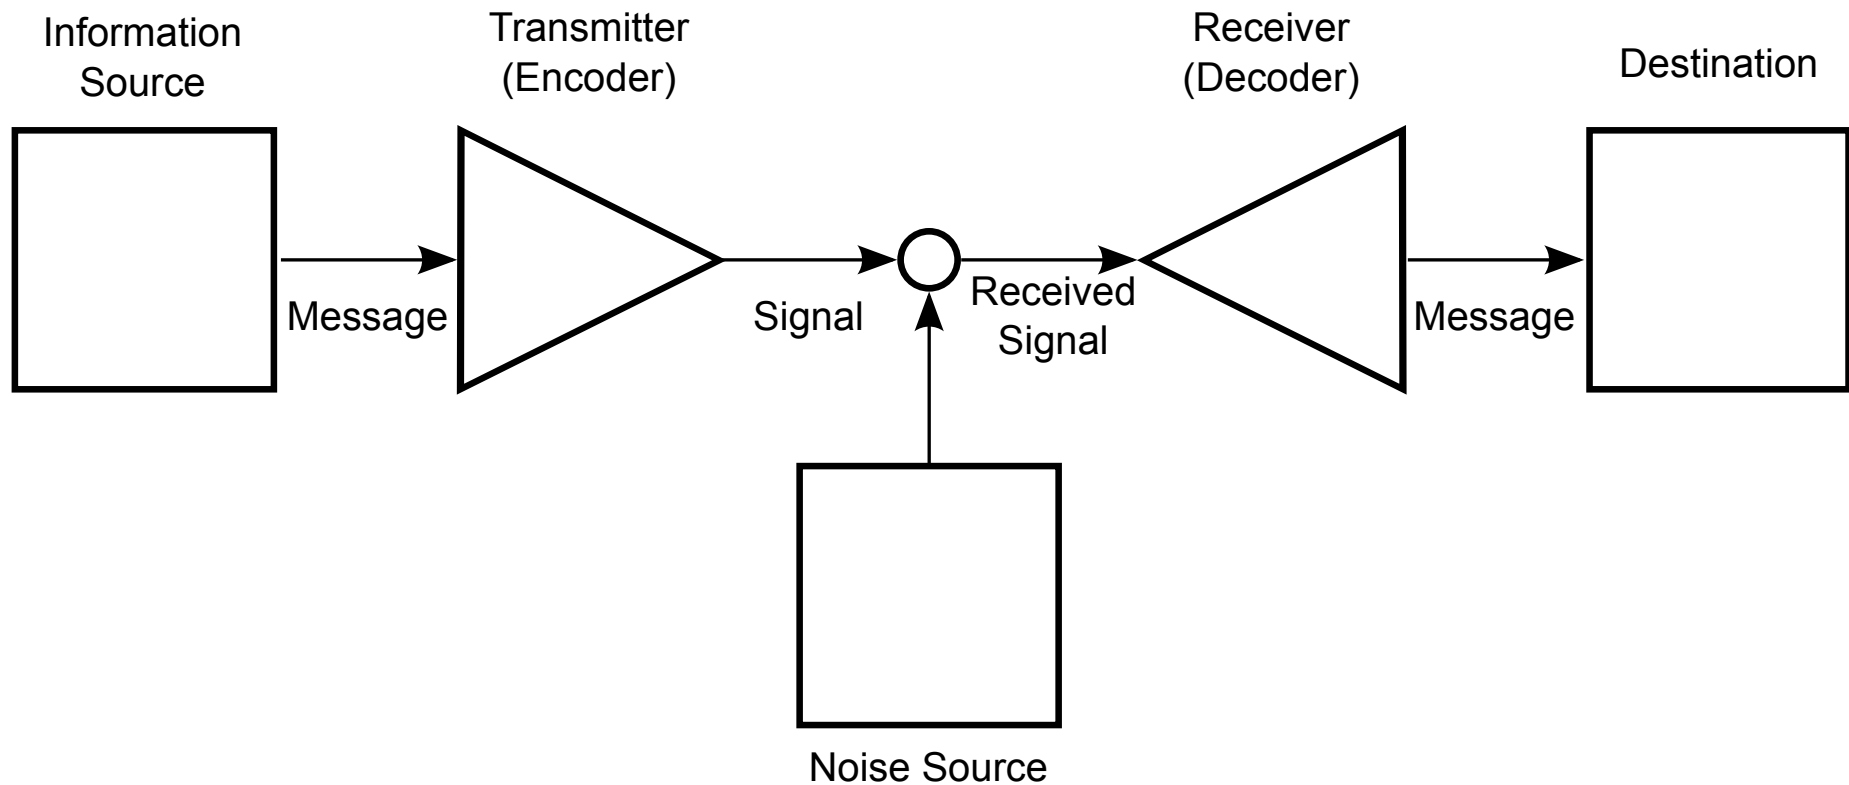 Information
Source
Transmitter
(Encoder)
Receiver
(Decoder)
Destination
Message
Signal
Received
Signal
Message
Noise Source